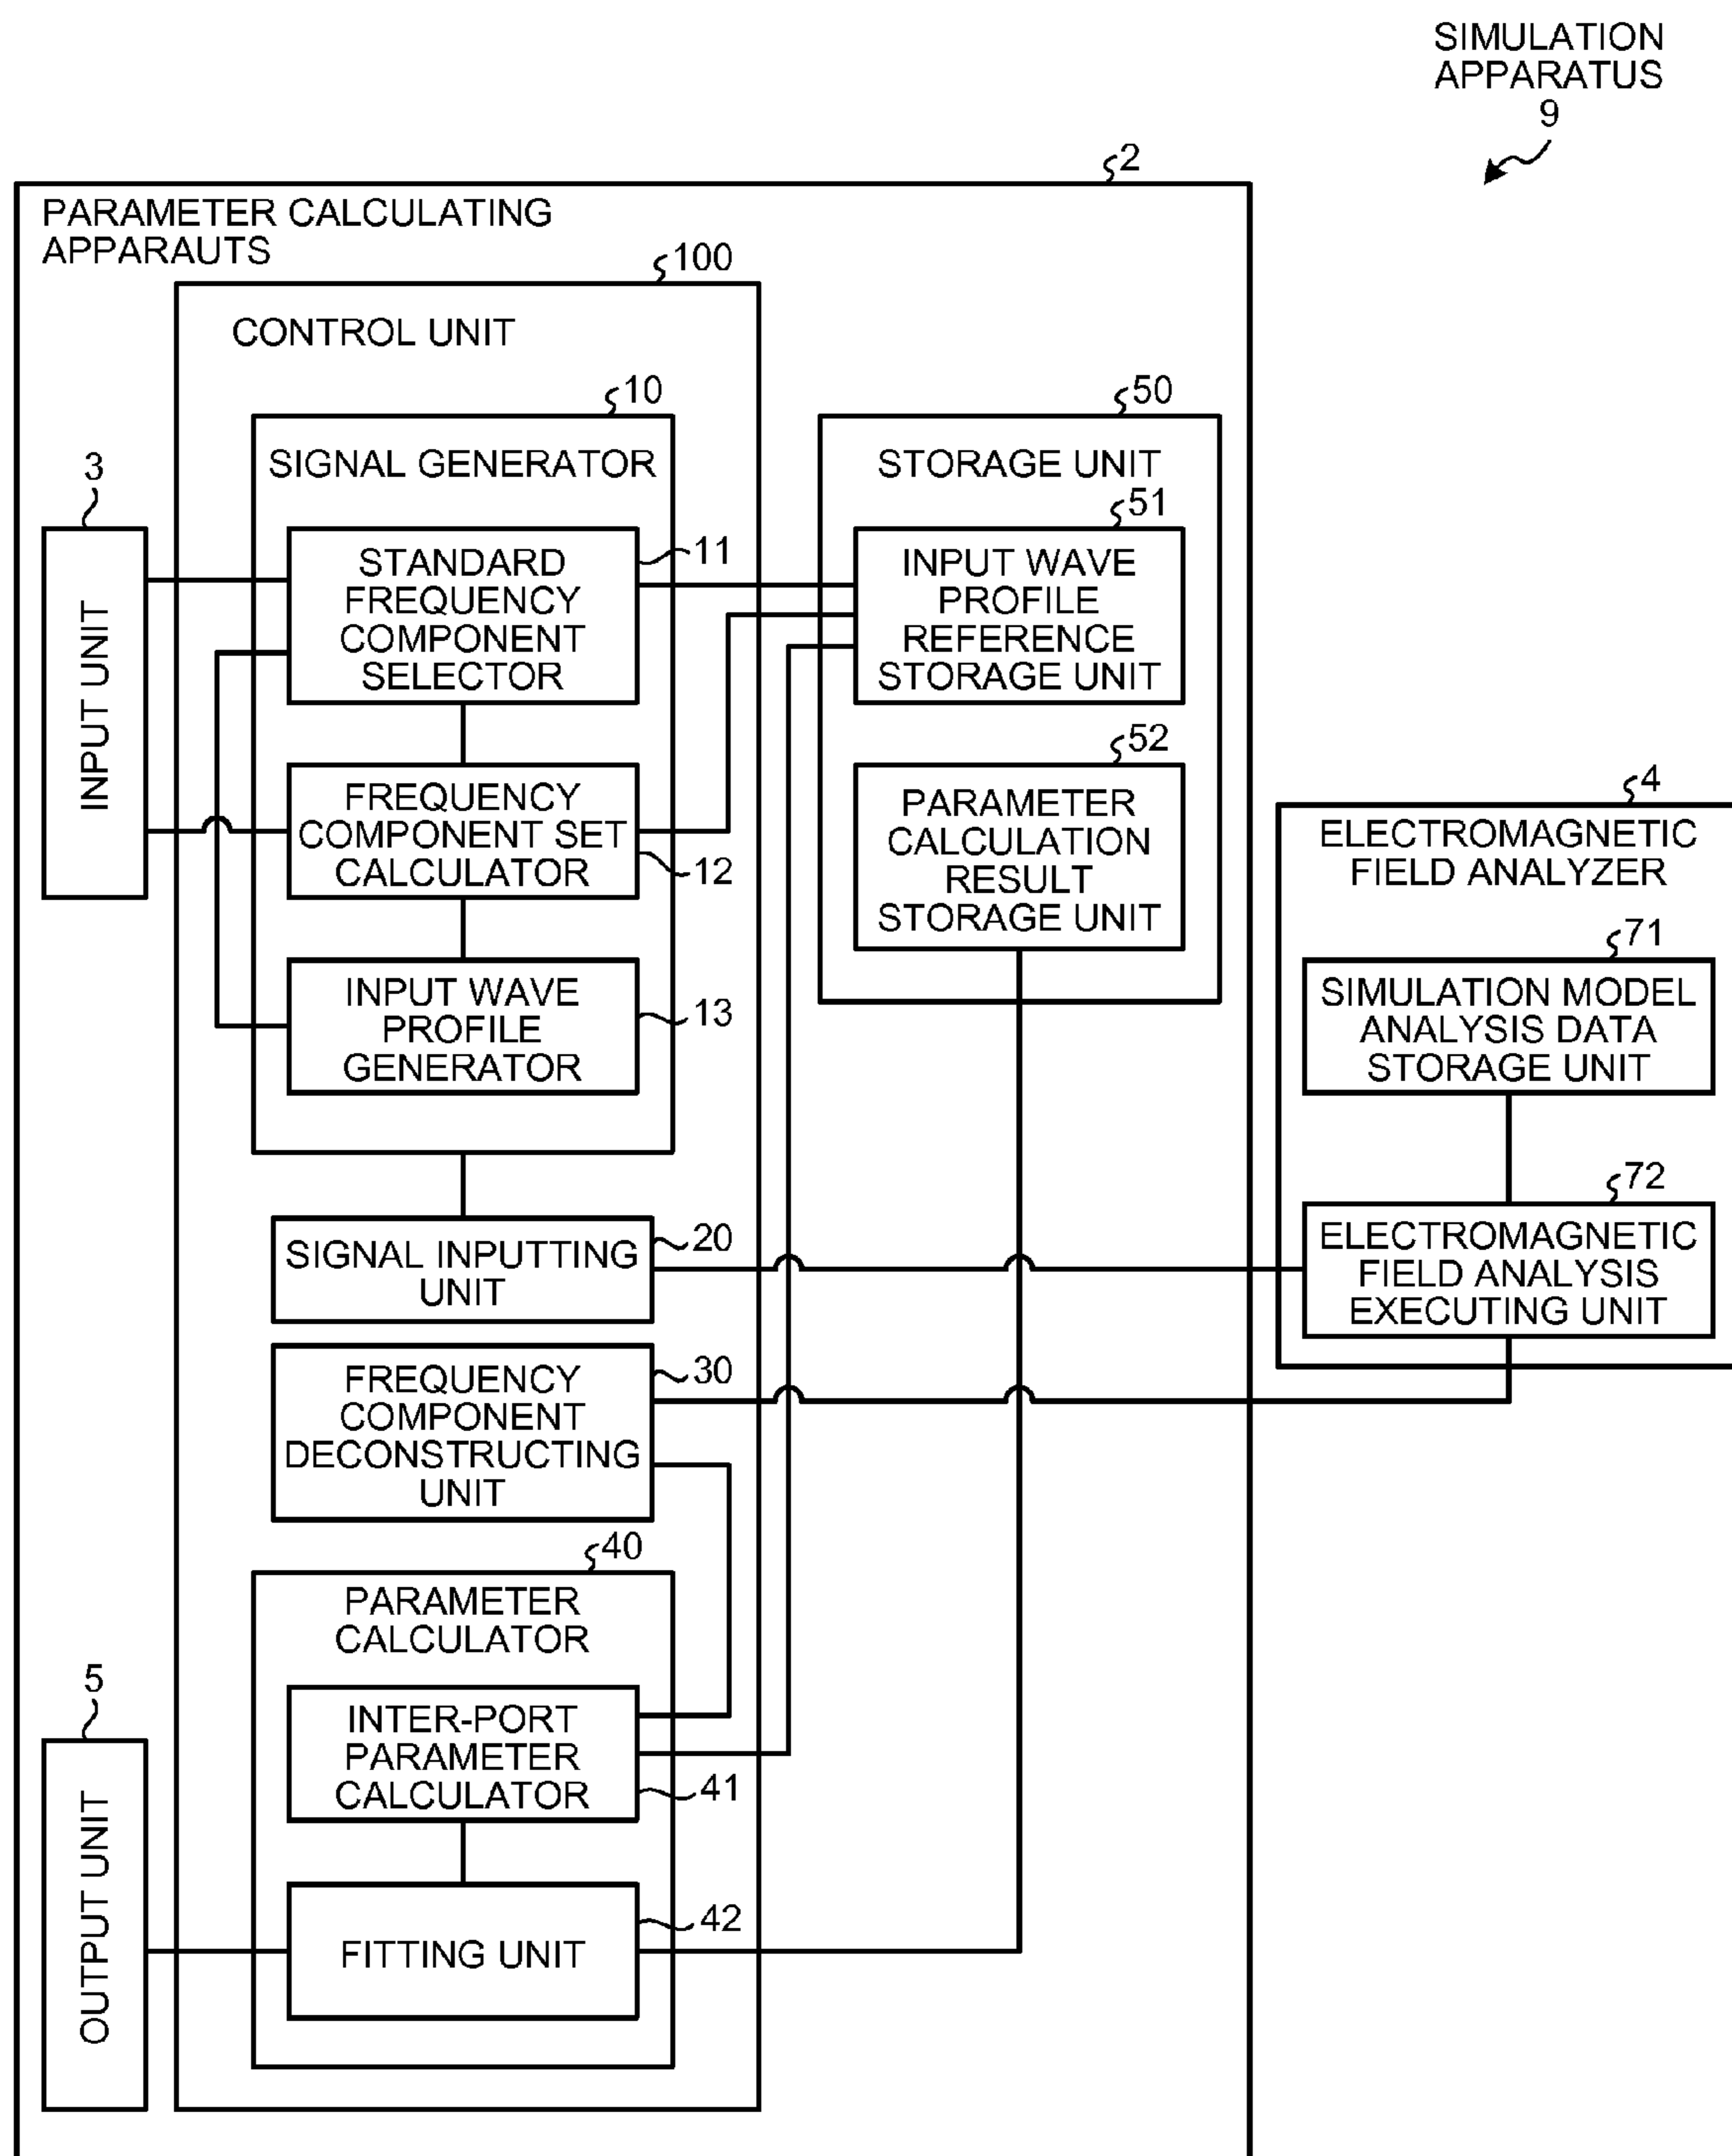 SIMULATION
APPARATUS
9
2
PARAMETER CALCULATING
APPARAUTS
100
CONTROL UNIT
10
SIGNAL GENERATOR
50
STORAGE UNIT
3
INPUT UNIT
STANDARD
FREQUENCY
COMPONENT
SELECTOR
11
51
INPUT WAVE
PROFILE
REFERENCE
STORAGE UNIT
FREQUENCY
COMPONENT SET
CALCULATOR
12
52
PARAMETER
CALCULATION
RESULT
STORAGE UNIT
4
ELECTROMAGNETIC
FIELD ANALYZER
INPUT WAVE
PROFILE
GENERATOR
13
71
SIMULATION MODEL
ANALYSIS DATA
STORAGE UNIT
SIGNAL INPUTTING
UNIT
20
72
ELECTROMAGNETIC
FIELD ANALYSIS
EXECUTING UNIT
FREQUENCY
COMPONENT
DECONSTRUCTING
UNIT
30
40
PARAMETER
CALCULATOR
INTER-PORT
PARAMETER
CALCULATOR
41
5
OUTPUT UNIT
FITTING UNIT
42